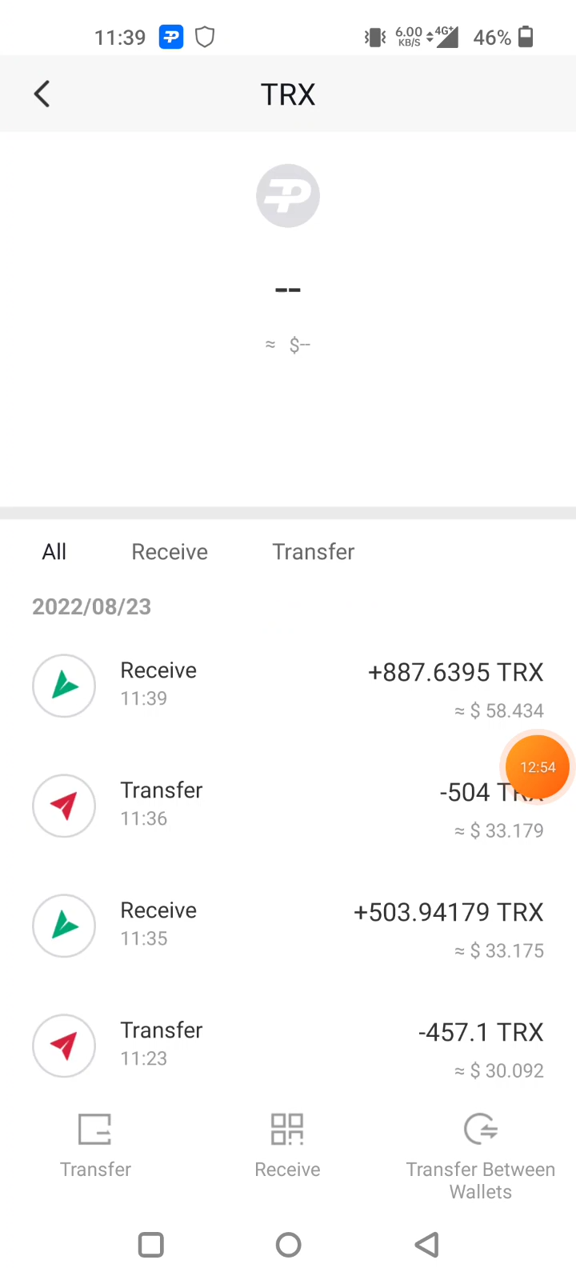 11:39 6.00 KB/S 4G+ 46%
TRX
--
≈ $--
All Receive Transfer
2022/08/23
Receive +887.6395 TRX
11:39 ≈ $ 58.434
12:54
Transfer -504 TRX
11:36 ≈ $ 33.179
Receive +503.94179 TRX
11:35 ≈ $ 33.175
Transfer -457.1 TRX
11:23 ≈ $ 30.092
Transfer Receive Transfer Between
Wallets